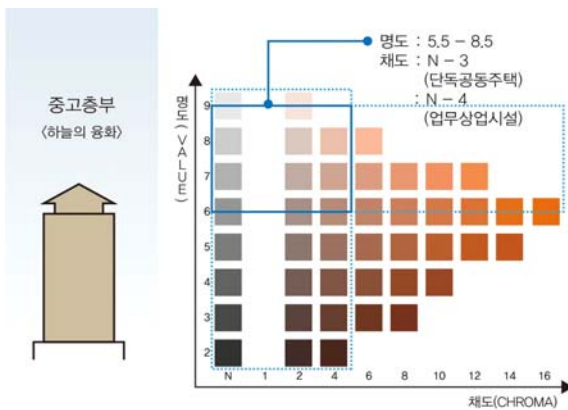 중고층부
〈하늘의 융화〉
명도 : 5.5 – 8.5
채도 : N – 3
(단독공동주택)
: N – 4
(업무상업시설)
명도(VALUE)
9
8
7
6
5
4
3
2
N 1 2 4 6 8 10 12 14 16
채도(CHROMA)